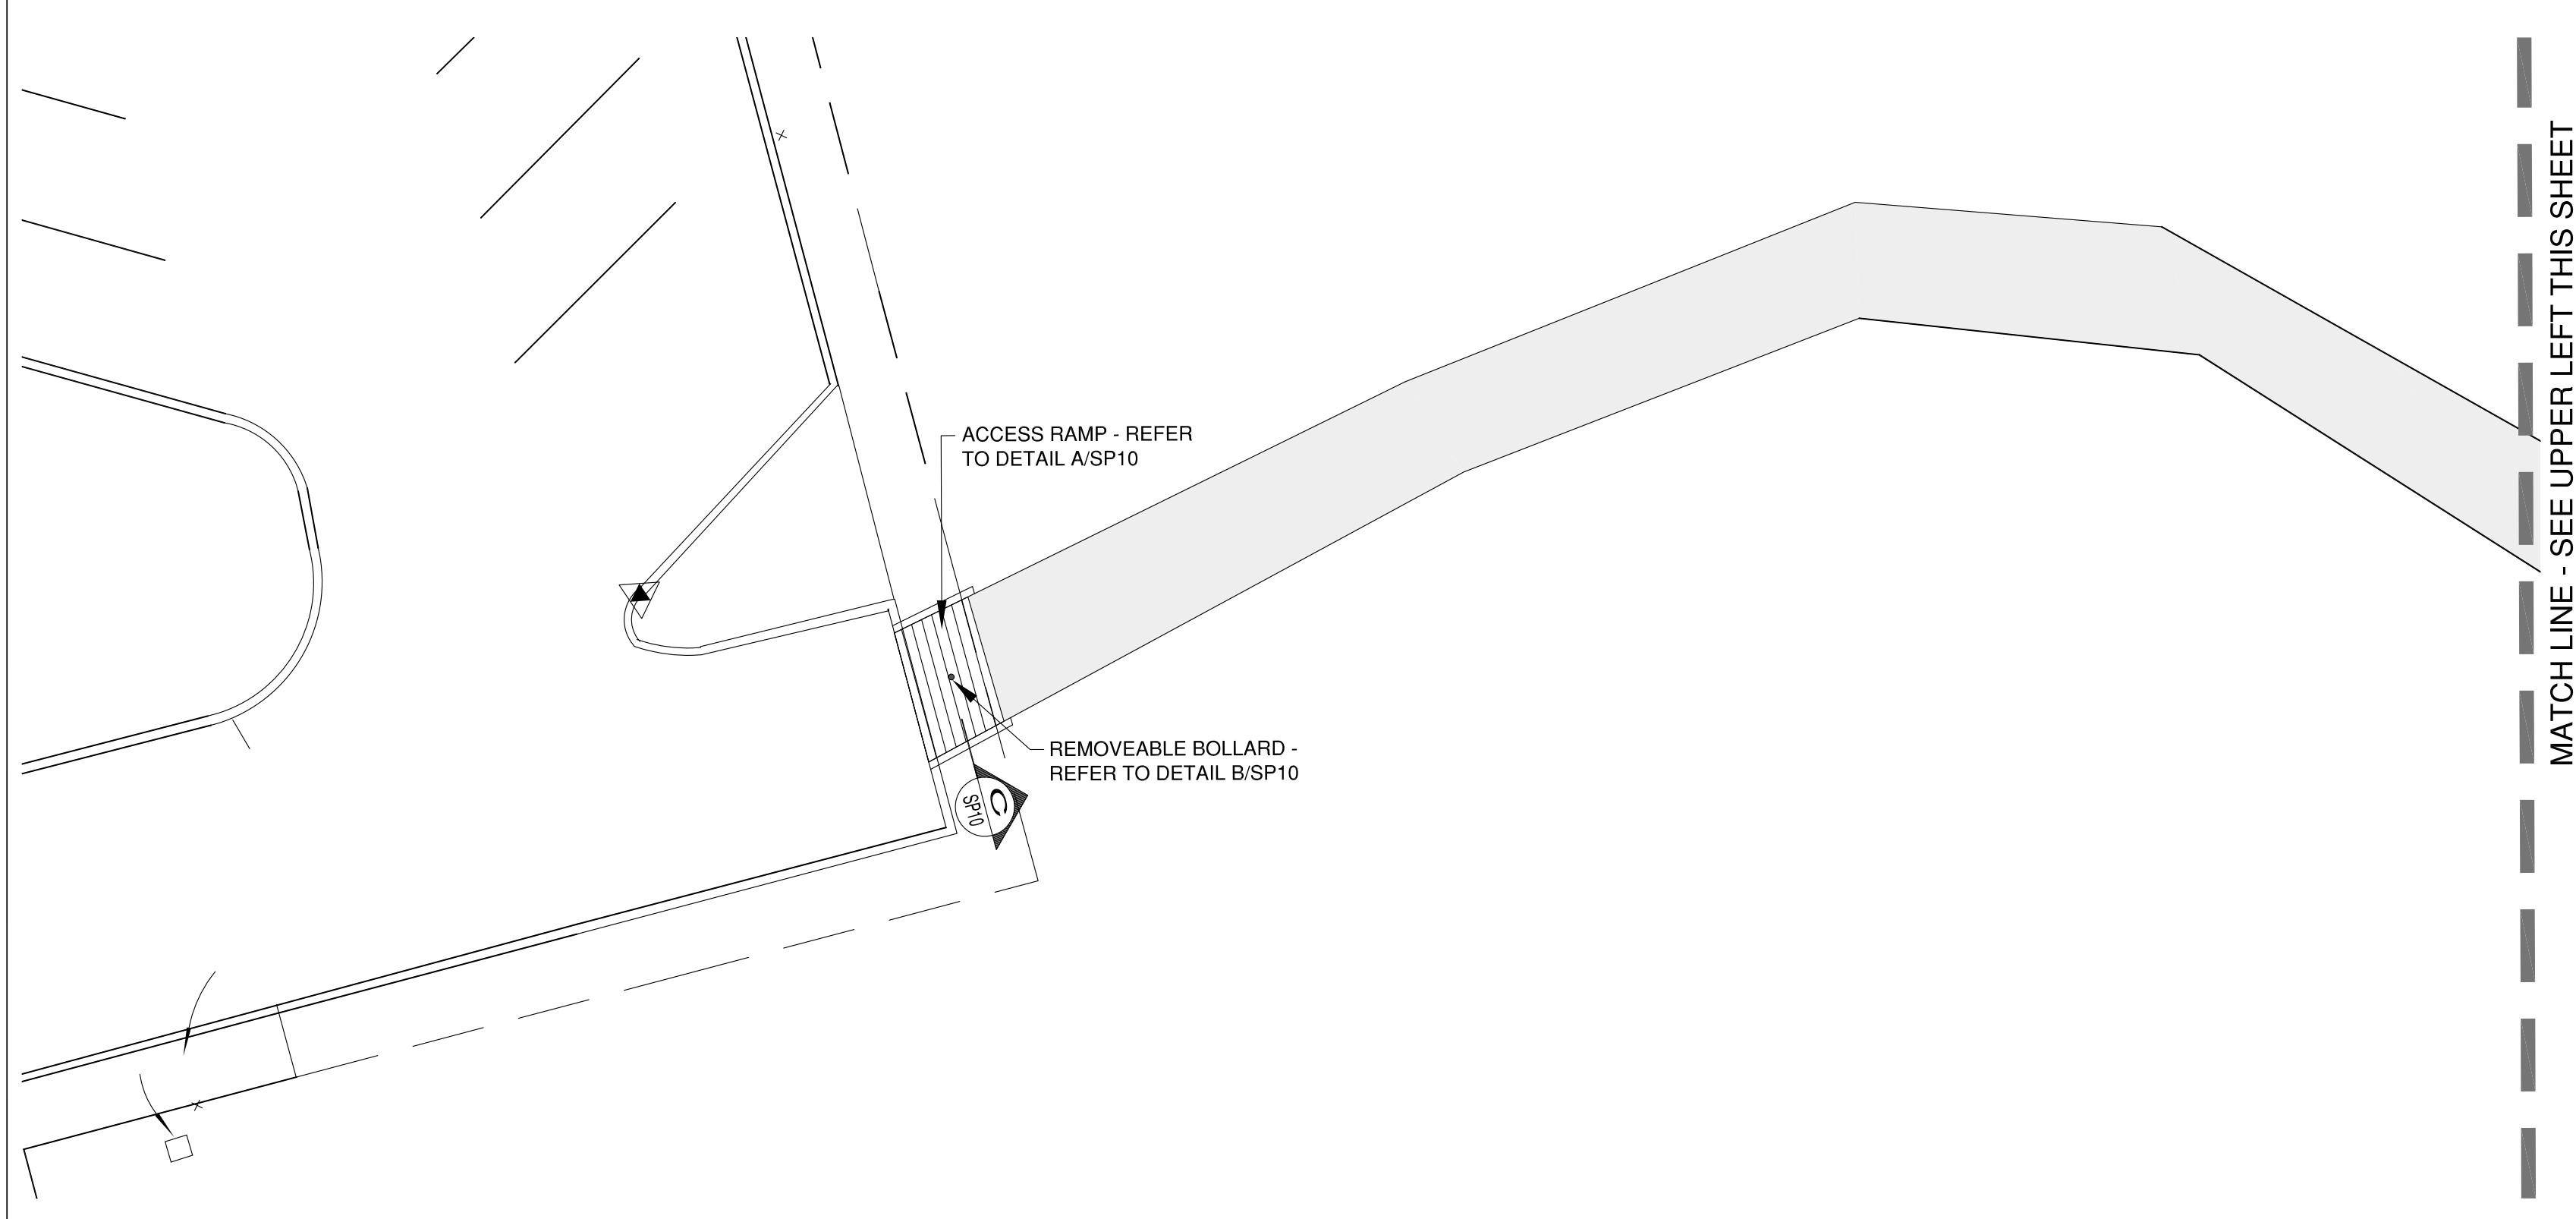 ACCESS RAMP - REFER
TO DETAIL A/SP10
REMOVEABLE BOLLARD -
REFER TO DETAIL B/SP10
C
SP10
MATCH LINE - SEE UPPER LEFT THIS SHEET